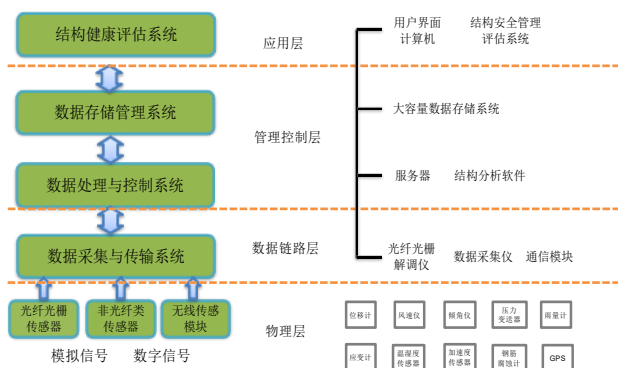 结构健康评估系统
应用层
用户界面 结构安全管理
计算机 评估系统
数据存储管理系统
大容量数据存储系统
管理控制层
数据处理与控制系统
服务器 结构分析软件
数据采集与传输系统
数据链路层
光纤光栅 数据采集仪 通信模块
解调仪
光纤光栅 非光纤类 无线传感
传感器 传感器 模块
物理层
位移计 风速仪 倾角仪 压力 雨量计
变送器
模拟信号 数字信号
应变计 温湿度 加速度 钢筋 GPS
传感器 传感器 腐蚀计